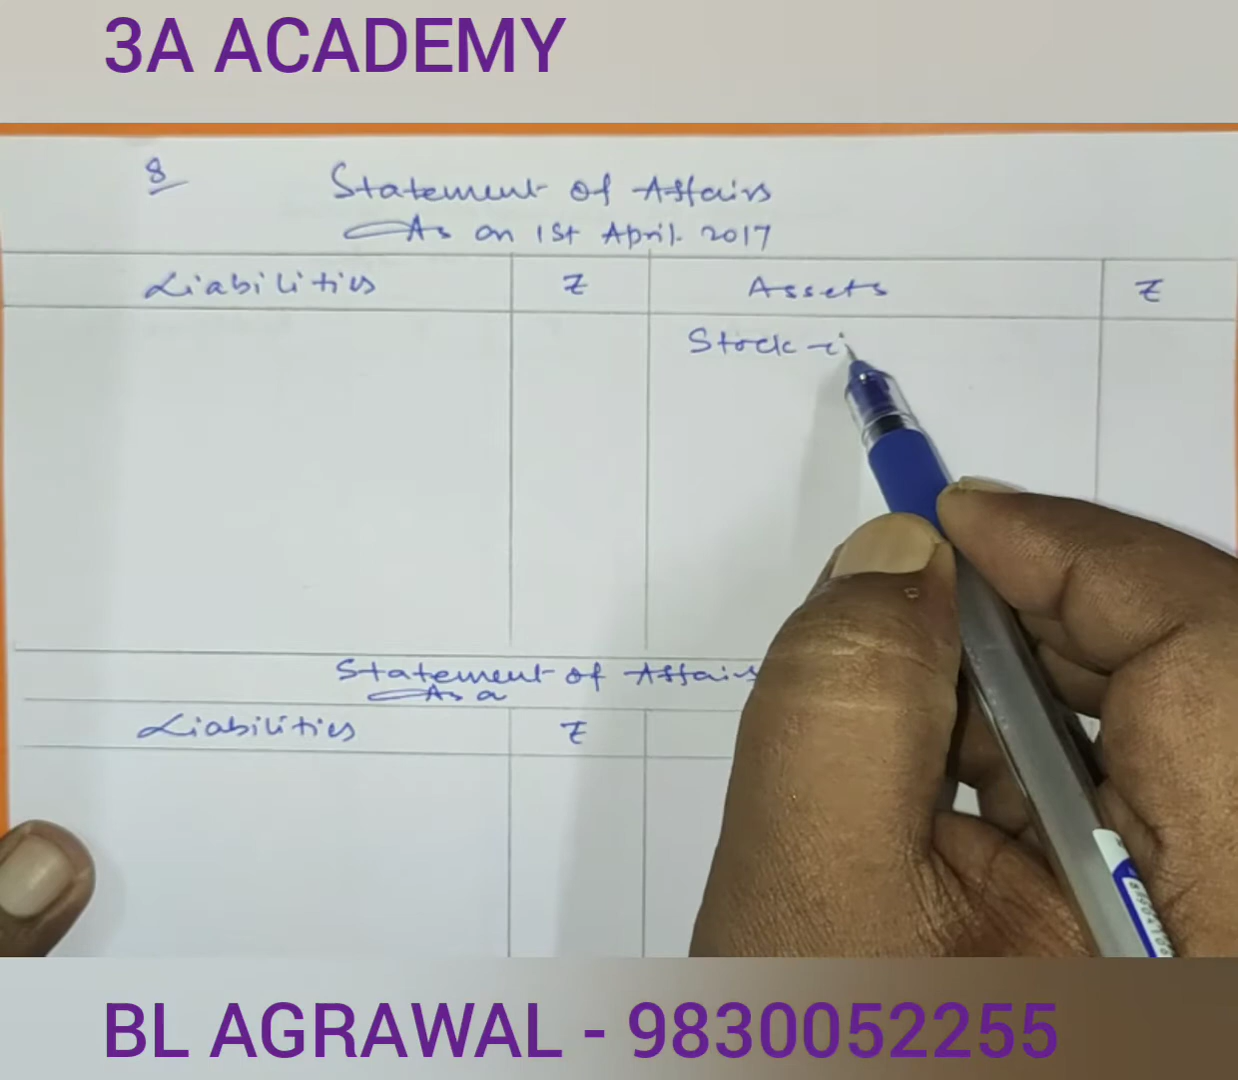 3A ACADEMY
8 Statement of Affairs
As on 1st April 2017
Liabilities ₹ Assets ₹
Stock-i
Statement of Affairs
As o
Liabilities ₹
BL AGRAWAL - 9830052255